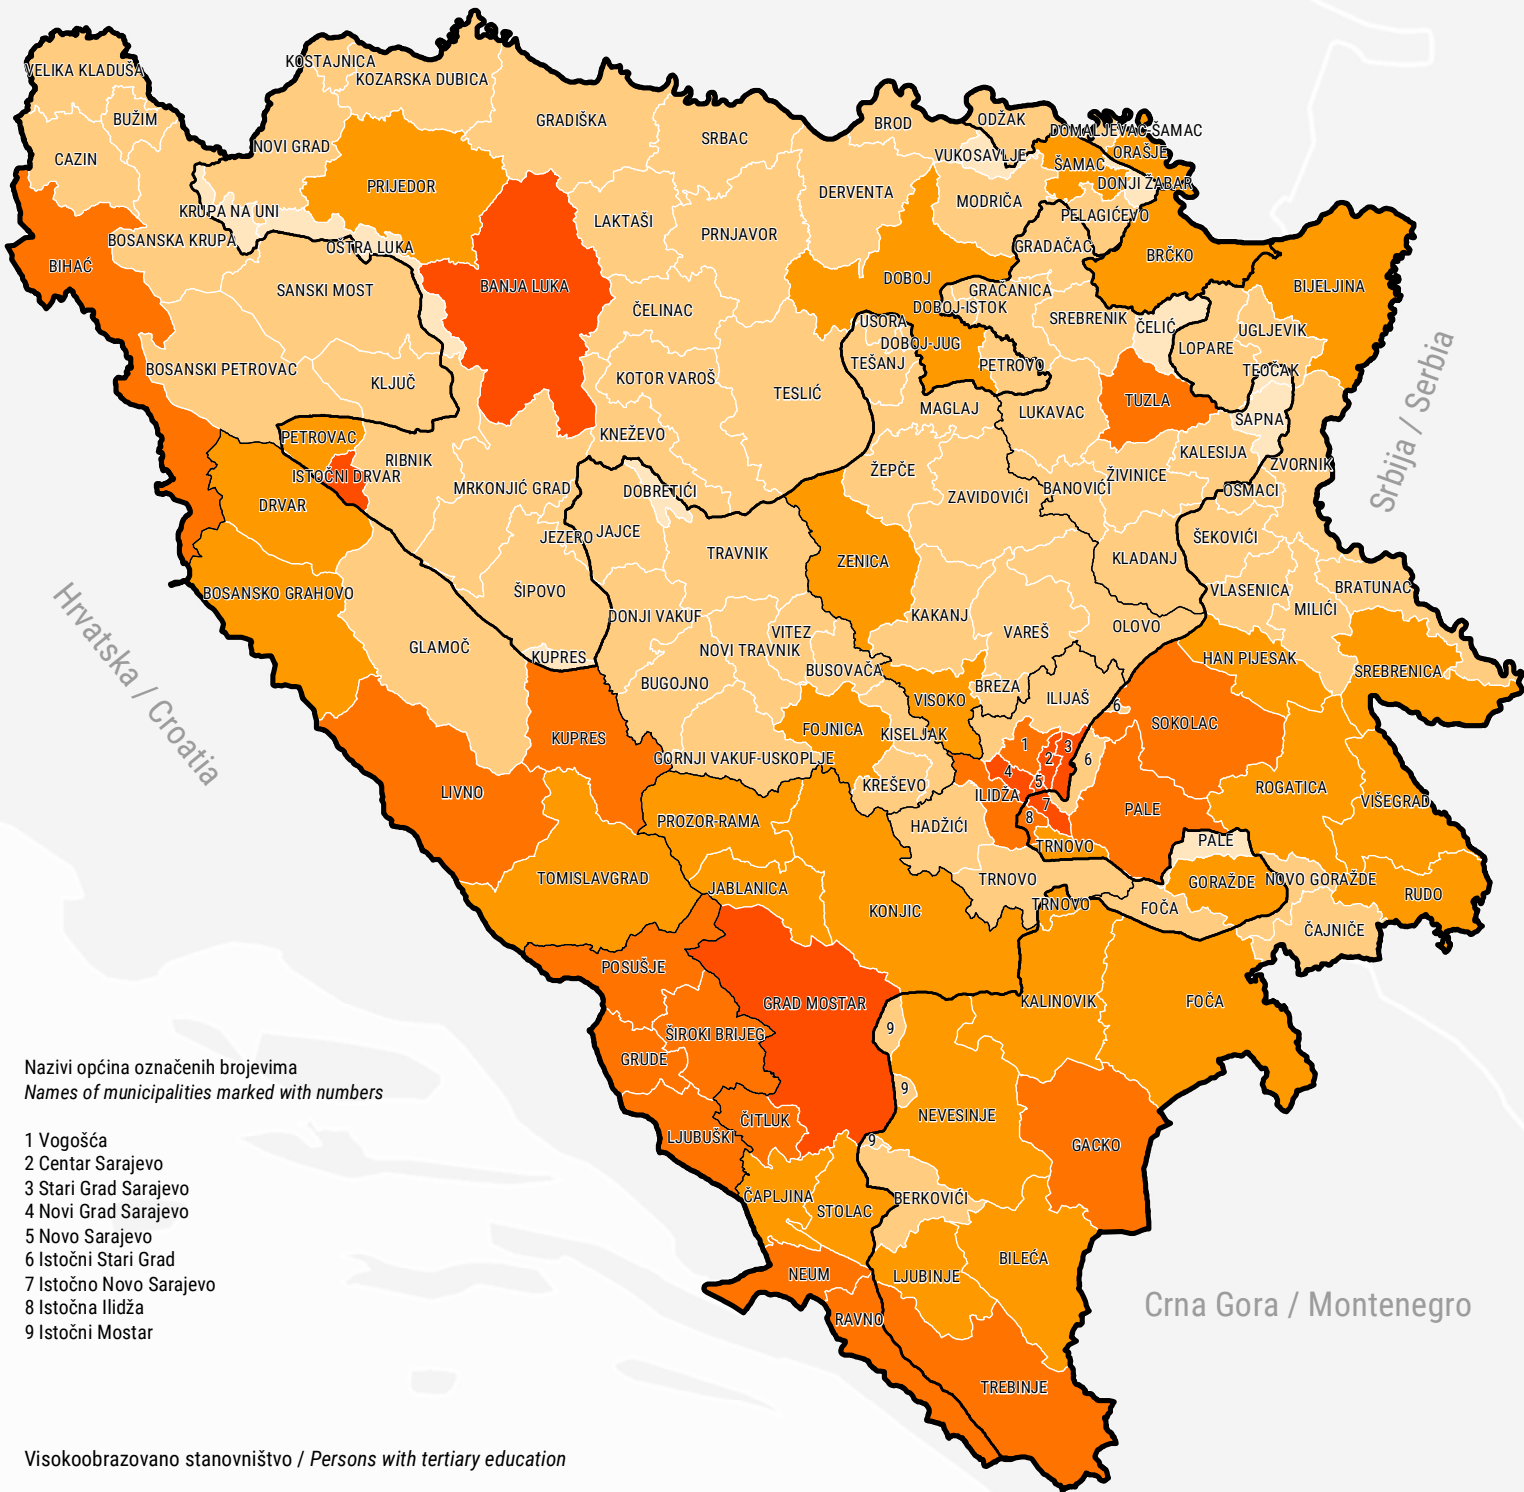 VELIKA KLADUŠA
KOSTAJNICA
KOZARSKA DUBICA
BUŽIM
GRADIŠKA
SRBAC
BROD
ODŽAK
DOMALJEVAC-ŠAMAC
ORAŠJE
CAZIN
NOVI GRAD
VUKOSAVLJE
ŠAMAC
PRIJEDOR
DERVENTA
DONJI ŽABAR
MODRIČA
KRUPA NA UNI
LAKTAŠI
PELAGIĆEVO
BOSANSKA KRUPA
OŠTRA LUKA
PRNJAVOR
GRADAČAC
BIHAĆ
BRČKO
SANSKI MOST
BANJA LUKA
DOBOJ
GRAČANICA
BIJELJINA
ČELINAC
DOBOJ-ISTOK
USORA
SREBRENIK
ČELIĆ
UGLJEVIK
DOBOJ-JUG
LOPARE
BOSANSKI PETROVAC
KLJUČ
KOTOR VAROŠ
TEŠANJ
PETROVO
TEOČAK
TESLIĆ
TUZLA
MAGLAJ
LUKAVAC
SAPNA
PETROVAC
KNEŽEVO
KALESIJA
RIBNIK
ISTOČNI DRVAR
ŽEPČE
ŽIVINICE
ZVORNIK
MRKONJIĆ GRAD
DOBRETIĆI
ZAVIDOVIĆI
BANOVIĆI
OSMACI
DRVAR
JEZERO
JAJCE
ŠEKOVIĆI
TRAVNIK
ZENICA
KLADANJ
BOSANSKO GRAHOVO
ŠIPOVO
VLASENICA
BRATUNAC
MILIĆI
DONJI VAKUF
KAKANJ
VAREŠ
OLOVO
VITEZ
GLAMOČ
NOVI TRAVNIK
KUPRES
BUSOVAČA
HAN PIJESAK
SREBRENICA
BUGOJNO
VISOKO
BREZA
ILIJAŠ
6
SOKOLAC
FOJNICA
KISELJAK
KUPRES
1
3
2
6
GORNJI VAKUF-USKOPLJE
4
5
LIVNO
KREŠEVO
ILIDŽA
7
ROGATICA
VIŠEGRAD
PROZOR-RAMA
HADŽIĆI
8
PALE
TRNOVO
PALE
TOMISLAVGRAD
JABLANICA
TRNOVO
GORAŽDE
NOVO GORAŽDE
RUDO
KONJIC
TRNOVO
FOČA
ČAJNIČE
POSUŠJE
GRAD MOSTAR
KALINOVIK
FOČA
9
ŠIROKI BRIJEG
GRUDE
9
ČITLUK
NEVESINJE
LJUBUŠKI
9
GACKO
ČAPLJINA
BERKOVIĆI
STOLAC
BILEĆA
NEUM
LJUBINJE
RAVNO
TREBINJE
Hrvatska / Croatia
Srbija / Serbia
Crna Gora / Montenegro
Nazivi općina označenih brojevima
Names of municipalities marked with numbers
1 Vogošća
2 Centar Sarajevo
3 Stari Grad Sarajevo
4 Novi Grad Sarajevo
5 Novo Sarajevo
6 Istočni Stari Grad
7 Istočno Novo Sarajevo
8 Istočna Ilidža
9 Istočni Mostar
Visokoobrazovano stanovništvo / Persons with tertiary education